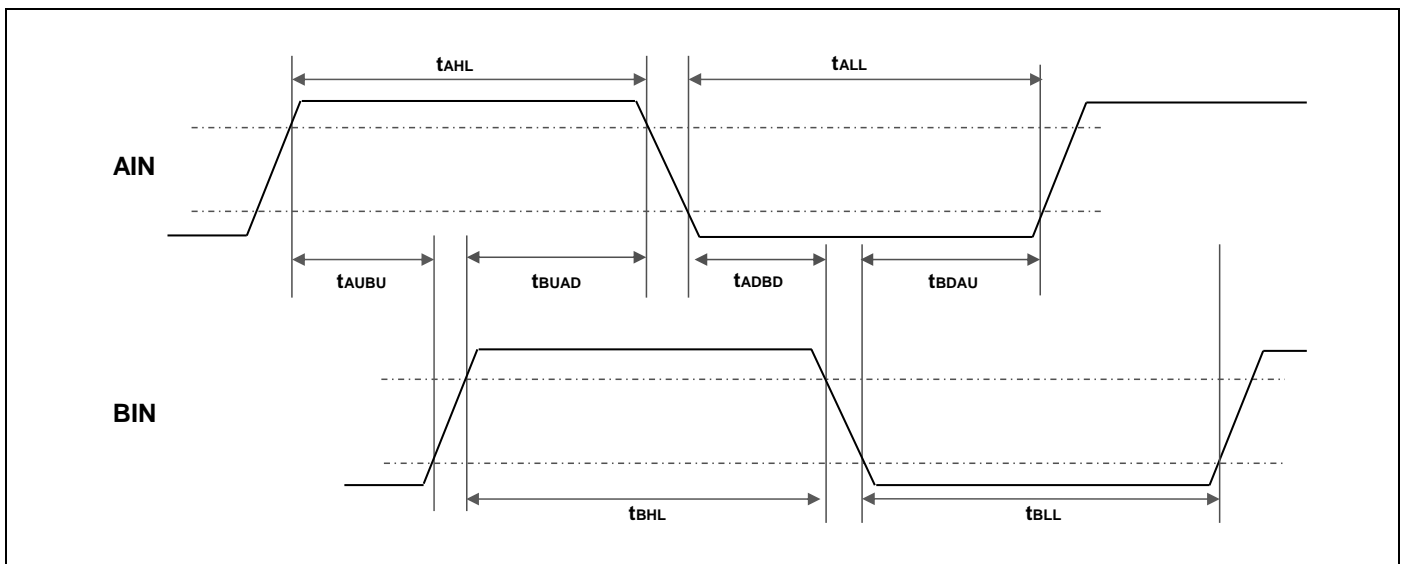 tAHL
tALL
AIN
tAUBU
tBUAD
tADBD
tBDAU
BIN
tBHL
tBLL